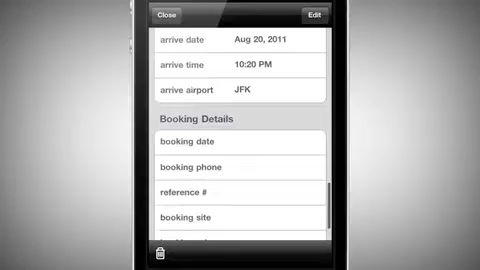 Close Edit
arrive date Aug 20, 2011
arrive time 10:20 PM
arrive airport JFK
Booking Details
booking date
booking phone
reference #
booking site